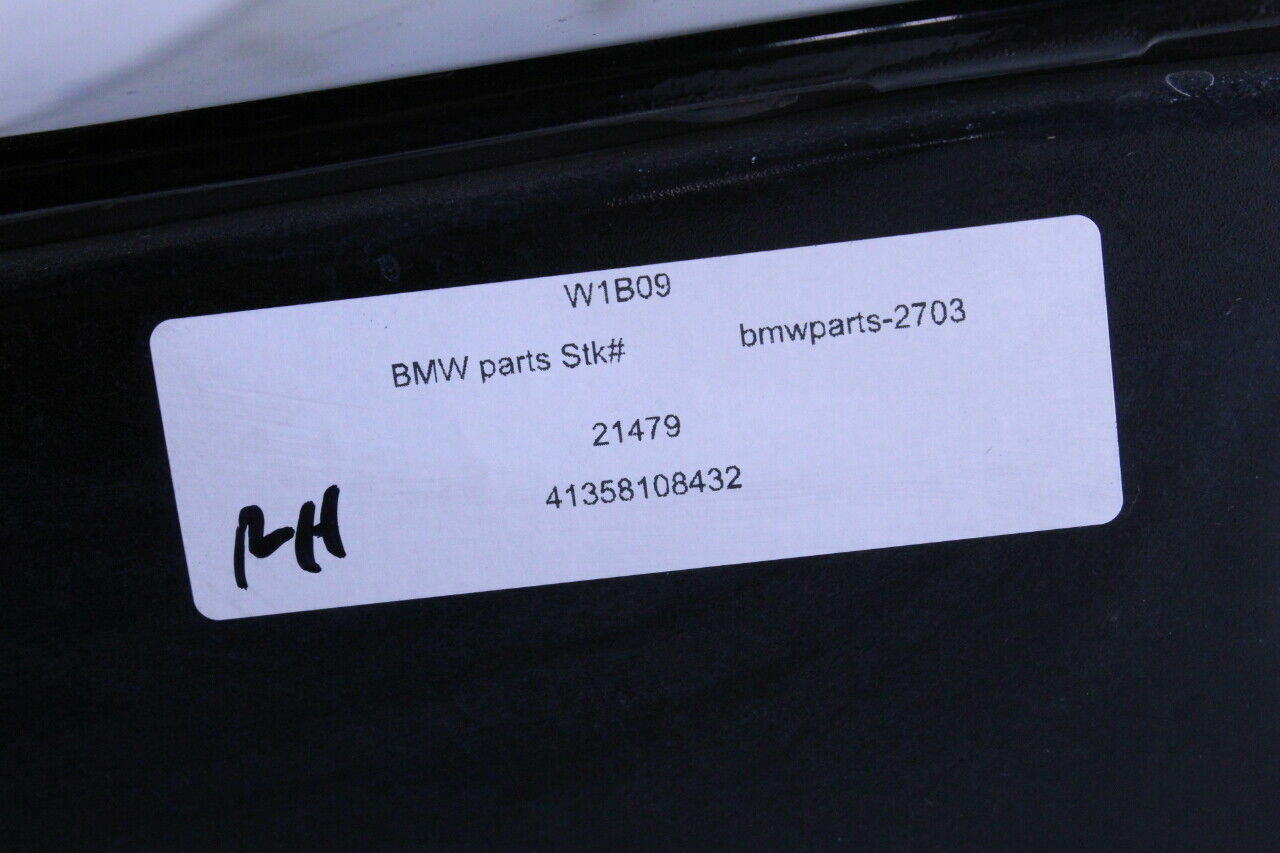 W1B09
BMW parts Stk# bmwparts-2703
21479
41358108432
RH